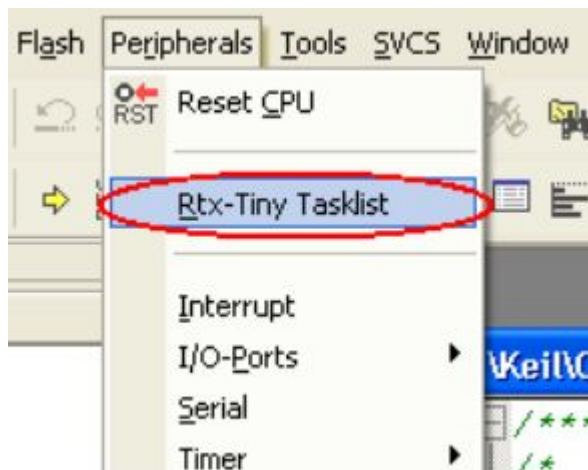 Flash Peripherals Tools SVCS Window
RST Reset CPU
Rtx-Tiny Tasklist
Interrupt
I/O-Ports
\Keil\C
Serial
/***
Timer
/*